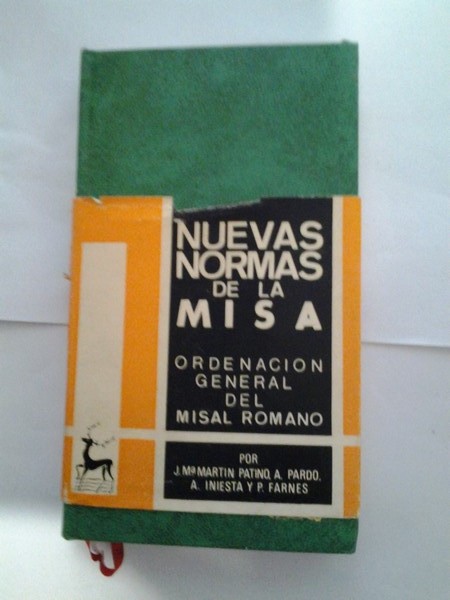 NUEVAS
NORMAS
DE LA
MISA
ORDENACION
GENERAL
DEL
MISAL ROMANO
POR
J. Mª MARTIN PATINO, A. PARDO,
A. INIESTA Y P. FARNES